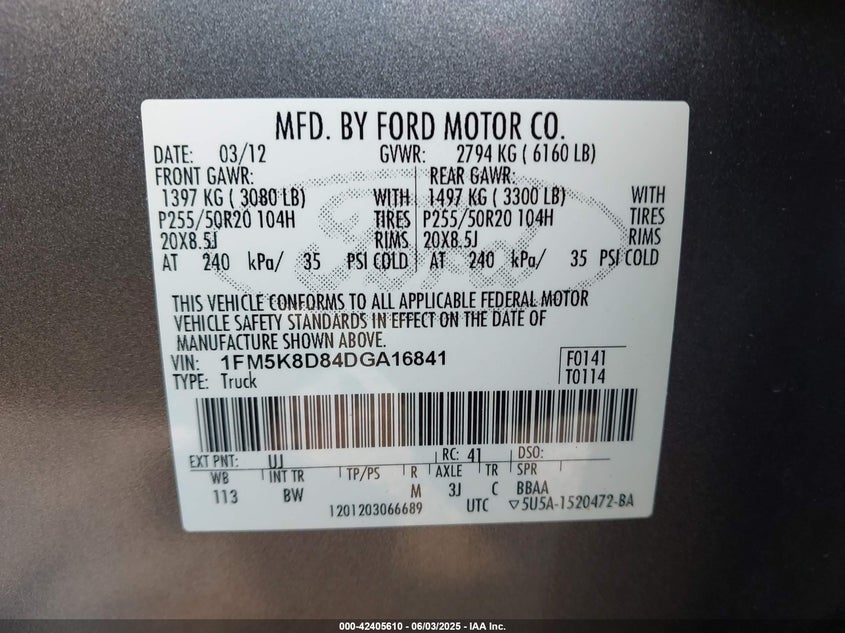 MFD. BY FORD MOTOR CO.
DATE: 03/12 GVWR: 2794 KG ( 6160 LB)
FRONT GAWR: REAR GAWR:
1397 KG ( 3080 LB) WITH 1497 KG ( 3300 LB) WITH
P255/50R20 104H TIRES P255/50R20 104H TIRES
20X8.5J RIMS 20X8.5J RIMS
AT 240 kPa/ 35 PSI COLD AT 240 kPa/ 35 PSI COLD
Ford
THIS VEHICLE CONFORMS TO ALL APPLICABLE FEDERAL MOTOR
VEHICLE SAFETY STANDARDS IN EFFECT ON THE DATE OF
MANUFACTURE SHOWN ABOVE.
VIN: 1FM5K8D84DGA16841 F0141
TYPE: Truck T0114
EXT PNT: UJ RC: 41 DSO:
WB INT TR TP/PS R AXLE TR SPR
113 BW M 3J C BBAA
1201203066689 UTC ▽5U5A-1520472-BA
000-42405610 - 06/03/2025 - IAA Inc.